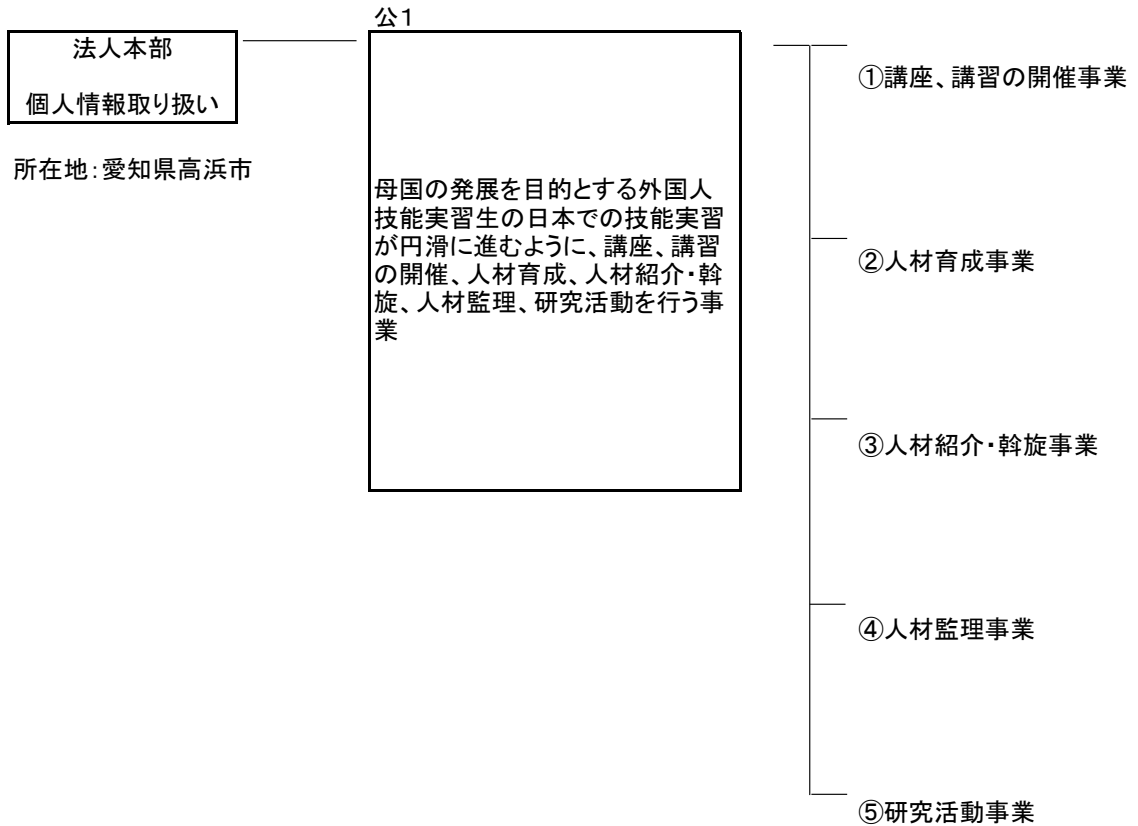 公1
法人本部
個人情報取り扱い
所在地：愛知県高浜市
母国の発展を目的とする外国人
技能実習生の日本での技能実習
が円滑に進むように、講座、講習
の開催、人材育成、人材紹介・斡
旋、人材監理、研究活動を行う事
業
①講座、講習の開催事業
②人材育成事業
③人材紹介・斡旋事業
④人材監理事業
⑤研究活動事業